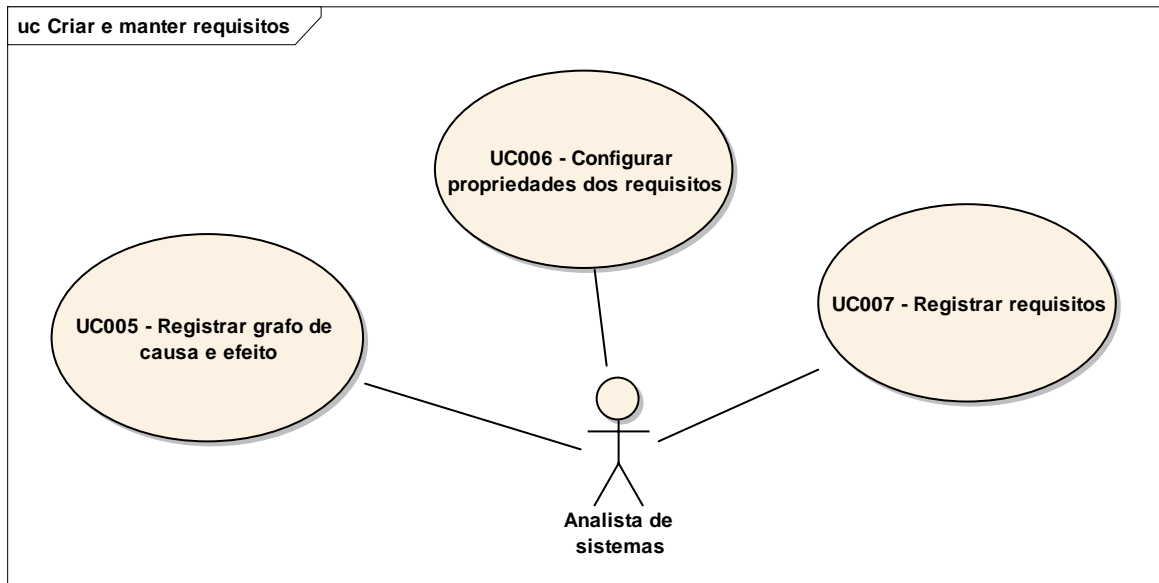 uc Criar e manter requisitos
UC006 - Configurar
propriedades dos requisitos
UC007 - Registrar requisitos
UC005 - Registrar grafo de
causa e efeito
Analista de
sistemas